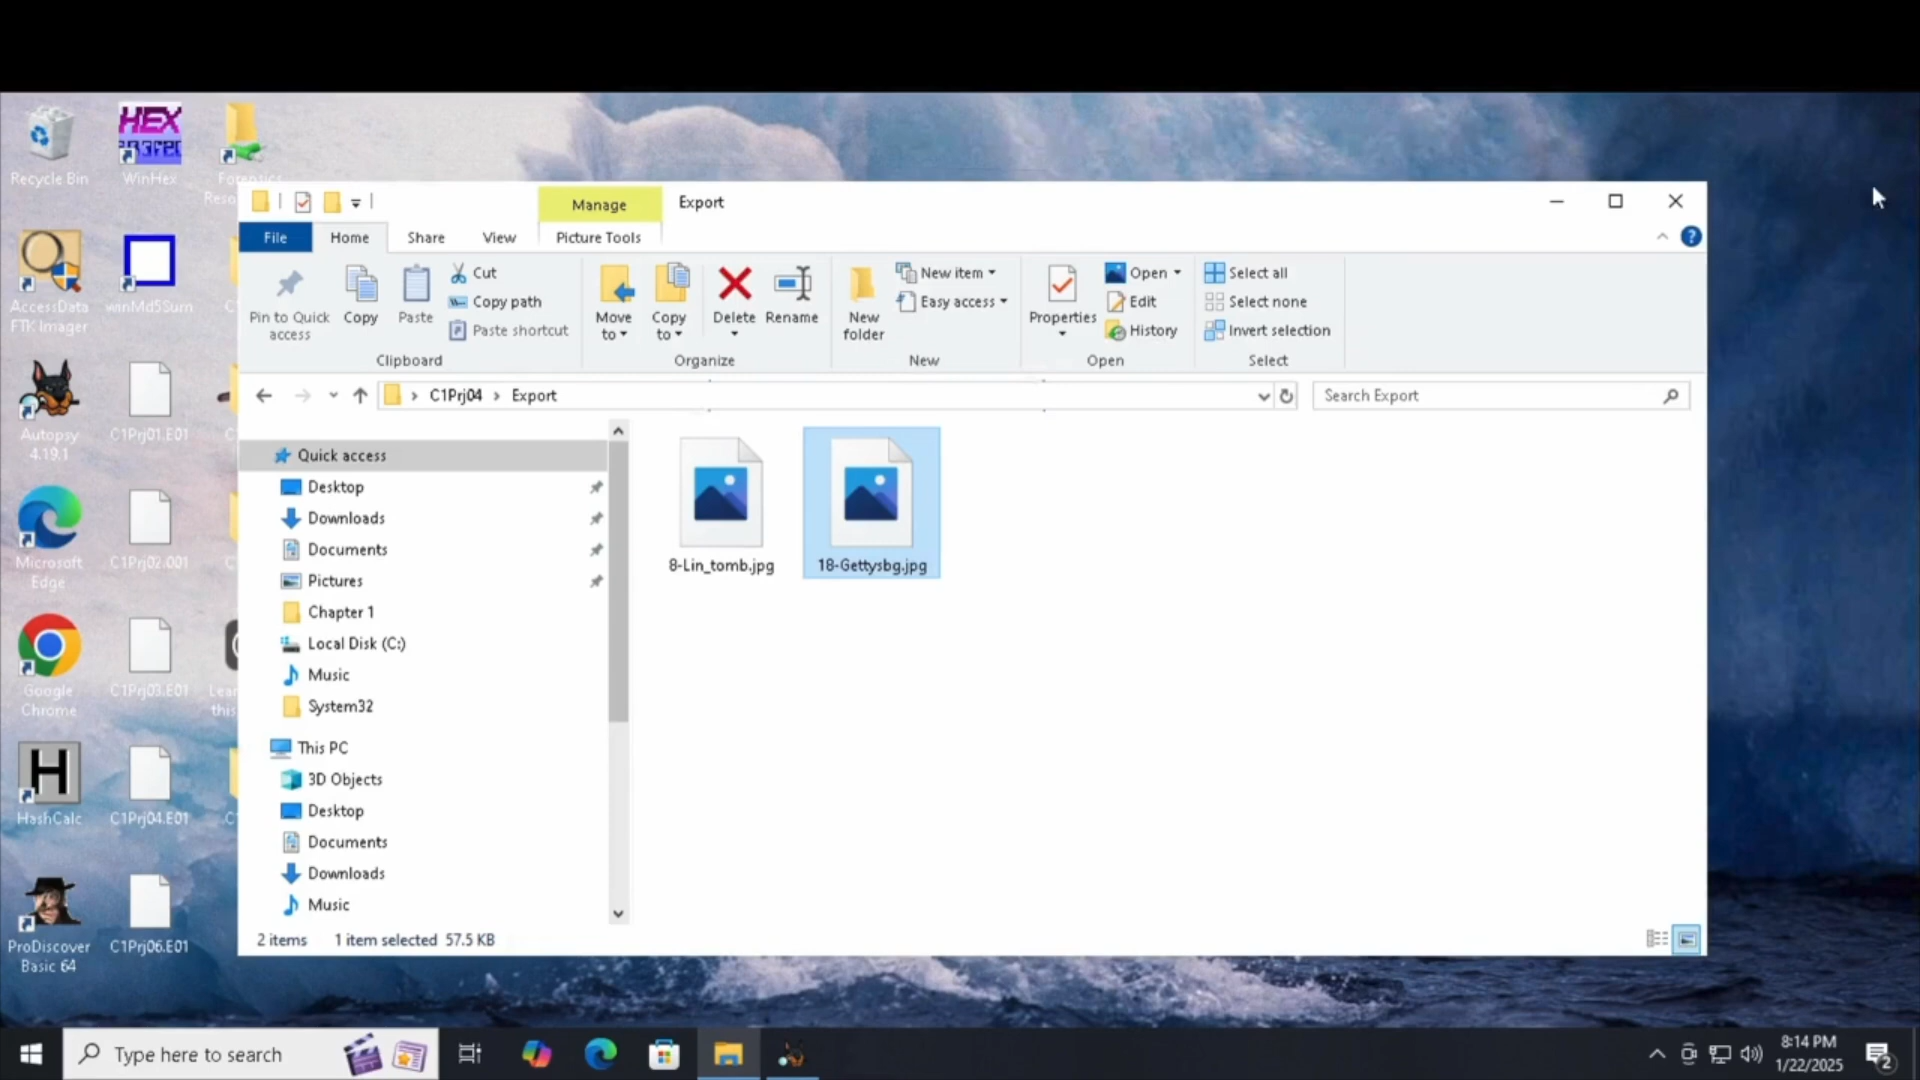 HEX
Recycle Bin
WinHex
Manage
Export
File
Home
Share
View
Picture Tools
Pin to Quick access
Copy
Paste
Cut
Copy path
Paste shortcut
Move to
Copy to
Delete
Rename
New folder
New item
Easy access
Properties
Open
Edit
History
Select all
Select none
Invert selection
Clipboard
Organize
New
Open
Select
C1Prj04
Export
Search Export
AccessData
FTK Imager
winMd5Sum
Autopsy
4.19.1
C1Prj01.E01
Microsoft
Edge
C1Prj02.001
Google
Chrome
C1Prj03.E01
HashCalc
C1Prj04.E01
ProDiscover
Basic 64
C1Prj06.E01
Quick access
Desktop
Downloads
Documents
Pictures
Chapter 1
Local Disk (C:)
Music
System32
This PC
3D Objects
Desktop
Documents
Downloads
Music
8-Lin_tomb.jpg
18-Gettysbg.jpg
2 items
1 item selected 57.5 KB
Type here to search
8:14 PM
1/22/2025
2